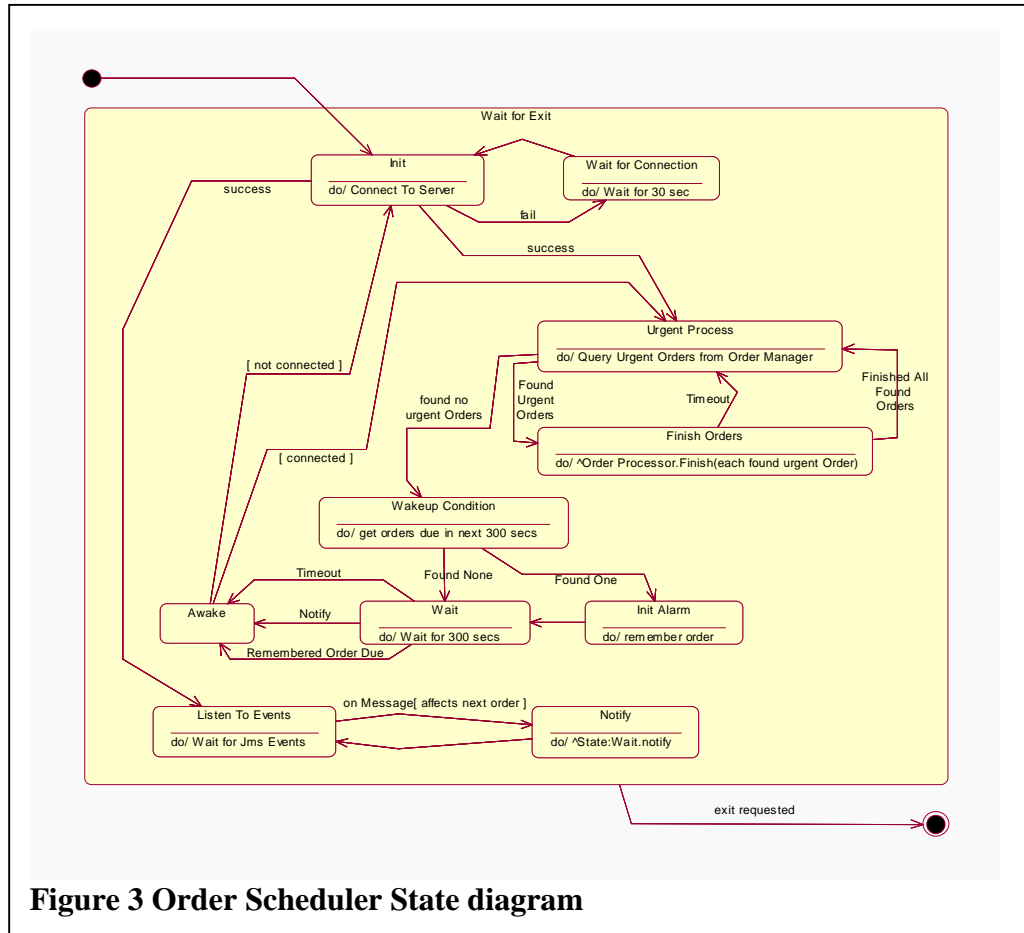 Wait for Exit
Init
do/ Connect To Server
Wait for Connection
do/ Wait for 30 sec
success
fail
success
Urgent Process
do/ Query Urgent Orders from Order Manager
[ not connected ]
found no
urgent Orders
Found
Urgent
Orders
Timeout
Finished All
Found
Orders
[ connected ]
Finish Orders
do/ ^Order Processor.Finish(each found urgent Order)
Wakeup Condition
do/ get orders due in next 300 secs
Timeout
Found None
Found One
Awake
Notify
Wait
do/ Wait for 300 secs
Init Alarm
do/ remember order
Remembered Order Due
on Message[ affects next order ]
Listen To Events
do/ Wait for Jms Events
Notify
do/ ^State:Wait.notify
exit requested
Figure 3 Order Scheduler State diagram